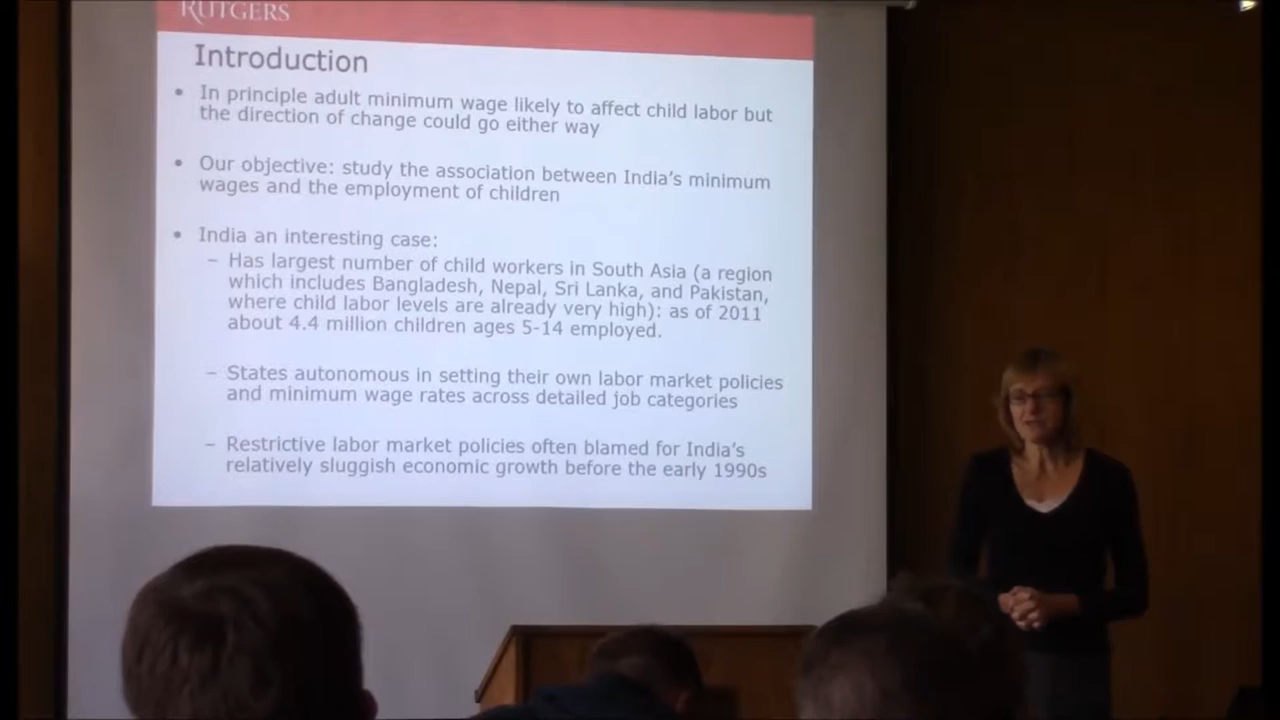 RUTGERS
Introduction
• In principle adult minimum wage likely to affect child labor but
the direction of change could go either way
• Our objective: study the association between India's minimum
wages and the employment of children
• India an interesting case:
– Has largest number of child workers in South Asia (a region
which includes Bangladesh, Nepal, Sri Lanka, and Pakistan,
where child labor levels are already very high): as of 2011
about 4.4 million children ages 5-14 employed.
– States autonomous in setting their own labor market policies
and minimum wage rates across detailed job categories
– Restrictive labor market policies often blamed for India's
relatively sluggish economic growth before the early 1990s